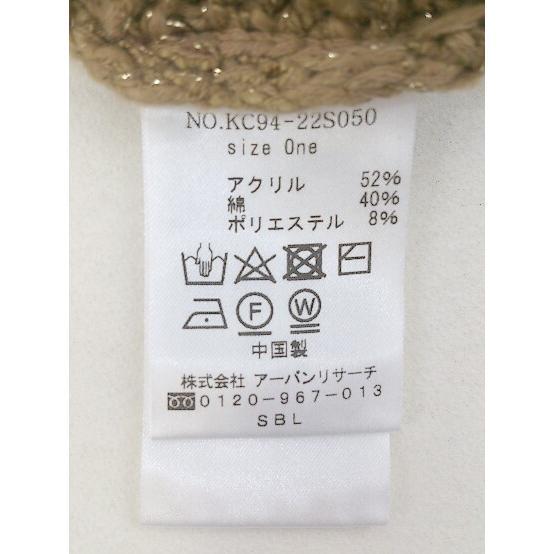 NO.KC94-22S050
size One
アクリル 52%
綿 40%
ポリエステル 8%
F W
中国製
株式会社 アーバンリサーチ
0120-967-013
SBL